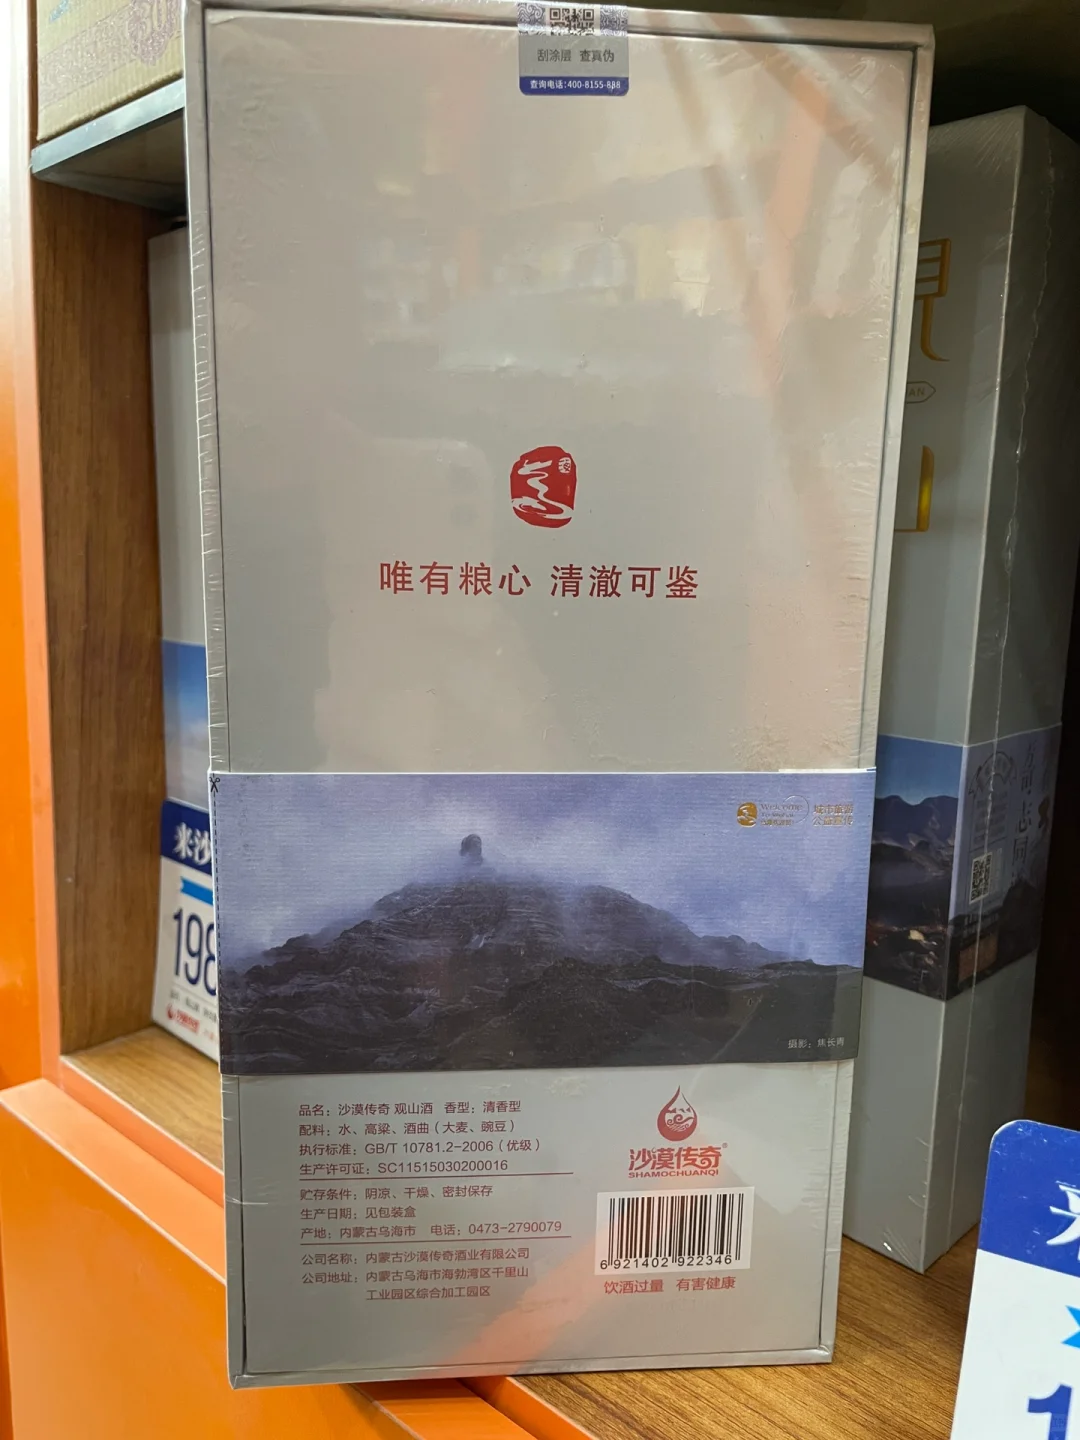 刮涂层 查真伪
查询电话:400-8155-888
唯有粮心 清澈可鉴
Welcome
城市旅游
摄影：焦长青
品名：沙漠传奇 观山酒 香型：清香型
配料：水、高粱、酒曲（大麦、豌豆）
执行标准：GB/T 10781.2-2006（优级）
生产许可证：SC11515030200016
贮存条件：阴凉、干燥、密封保存
生产日期：见包装盒
产地：内蒙古乌海市 电话：0473-2790079
公司名称：内蒙古沙漠传奇酒业有限公司
公司地址：内蒙古乌海市海勃湾区千里山
工业园区综合加工园区
沙漠传奇®
SHAMOCHUANQI
6 921402 922346
饮酒过量 有害健康
来沙
198